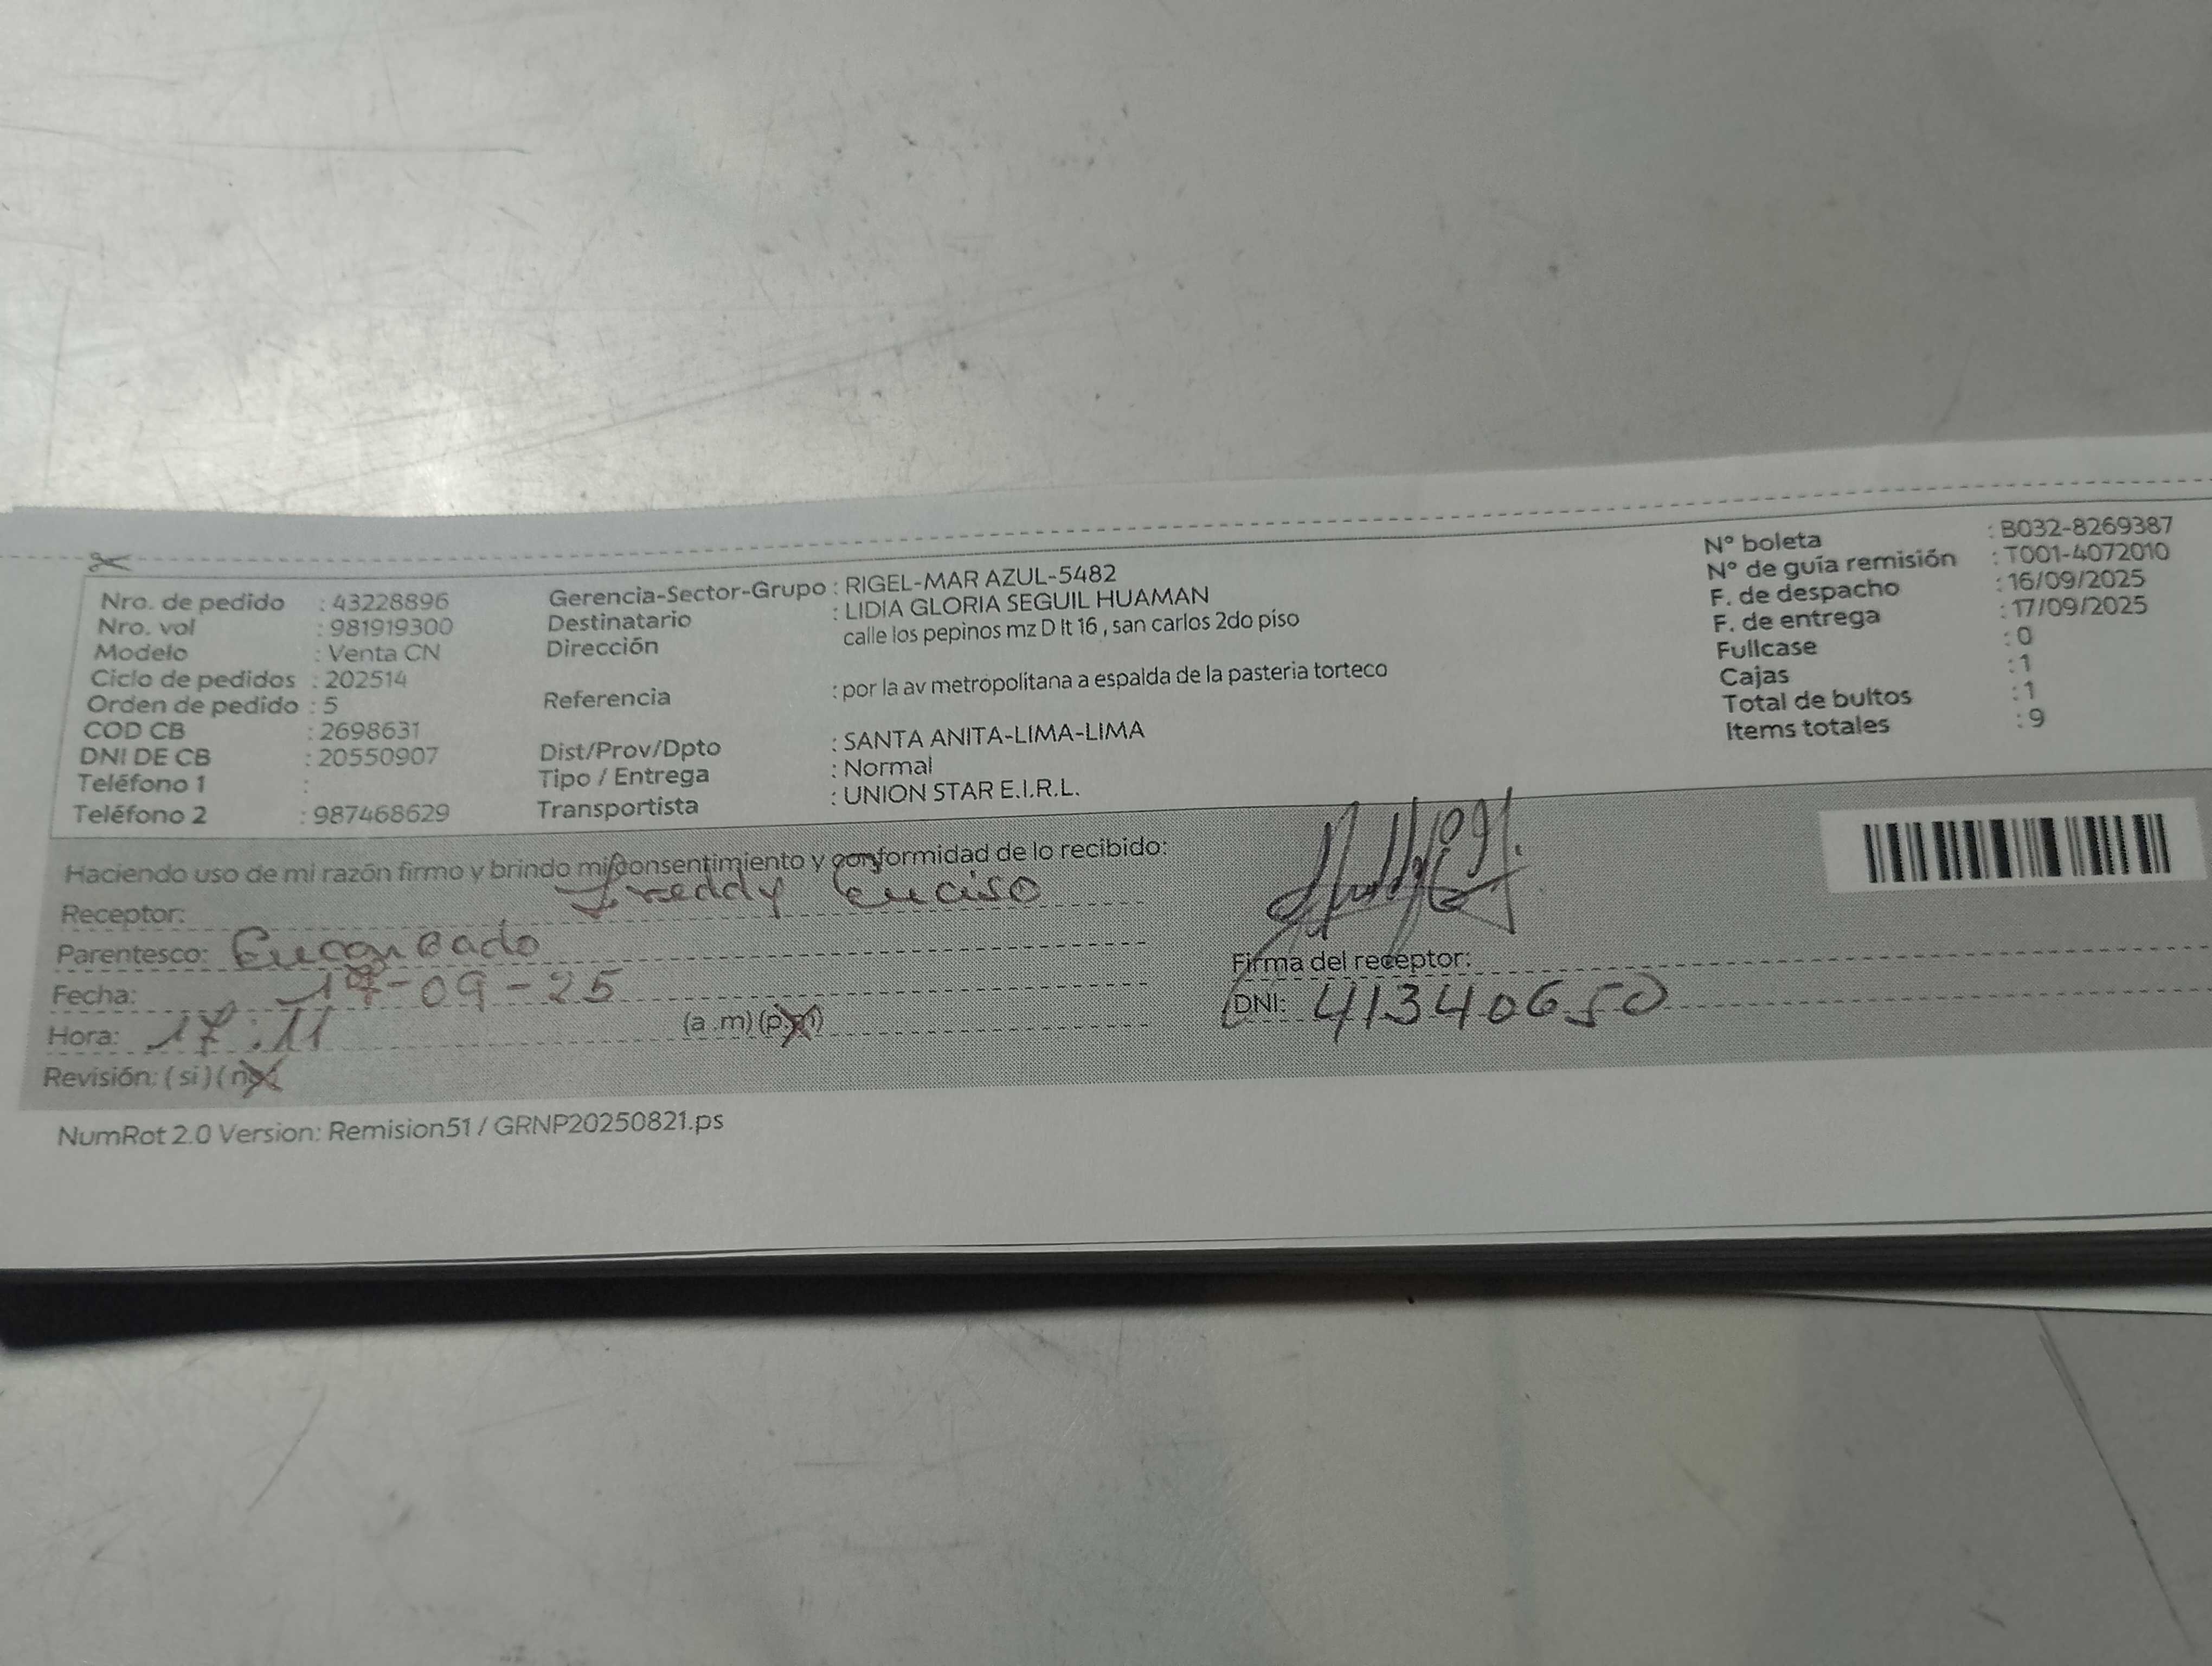 Nro. de pedido : 43228896
Nro. vol : 981919300
Modelo : Venta CN
Ciclo de pedidos : 202514
Orden de pedido : 5
COD CB : 2698631
DNI DE CB : 20550907
Teléfono 1 :
Teléfono 2 : 987468629
Gerencia-Sector-Grupo : RIGEL-MAR AZUL-5482
Destinatario : LIDIA GLORIA SEGUIL HUAMAN
Dirección calle los pepinos mz D lt 16 , san carlos 2do piso
Referencia : por la av metropolitana a espalda de la pasteria torteco
Dist/Prov/Dpto : SANTA ANITA-LIMA-LIMA
Tipo / Entrega : Normal
Transportista : UNION STAR E.I.R.L.
N° boleta : B032-8269387
N° de guía remisión : T001-4072010
F. de despacho : 16/09/2025
F. de entrega : 17/09/2025
Fullcase : 0
Cajas : 1
Total de bultos : 1
Items totales : 9
Haciendo uso de mi razón firmo y brindo mi consentimiento y conformidad de lo recibido:
Receptor: Freddy Enciso
Parentesco: Encargado
Fecha: 17-09-25
Hora: 17:11 (a.m) (p.m)
Revisión: (si) (no)
Firma del receptor:
DNI: 41340650
NumRot 2.0 Version: Remision51 / GRNP20250821.ps